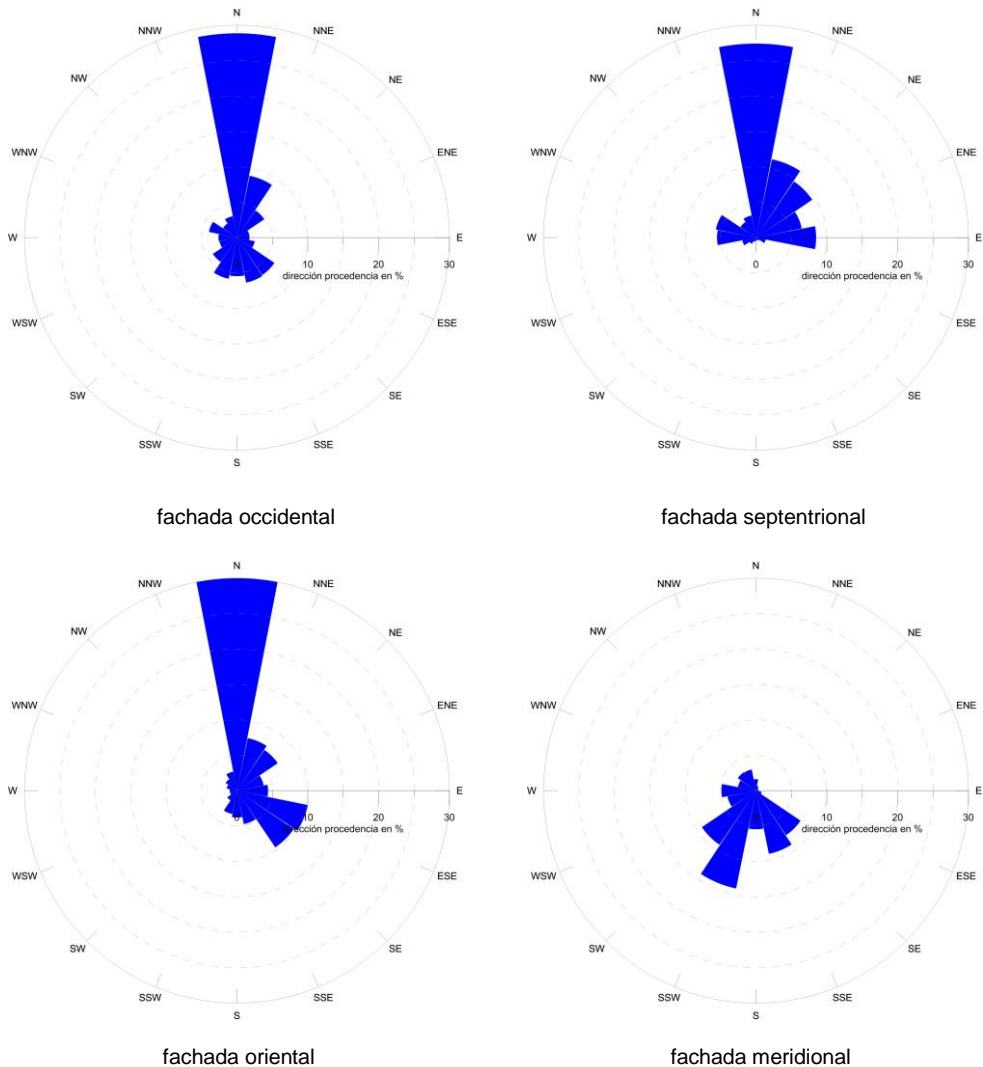 N
NNW NNE
NW NE
WNW ENE
W E
0 10 20 30
dirección procedencia en %
WSW ESE
SW SE
SSW SSE
S
fachada occidental
N
NNW NNE
NW NE
WNW ENE
W E
0 10 20 30
dirección procedencia en %
WSW ESE
SW SE
SSW SSE
S
fachada septentrional
N
NNW NNE
NW NE
WNW ENE
W E
0 10 20 30
dirección procedencia en %
WSW ESE
SW SE
SSW SSE
S
fachada oriental
N
NNW NNE
NW NE
WNW ENE
W E
0 10 20 30
dirección procedencia en %
WSW ESE
SW SE
SSW SSE
S
fachada meridional